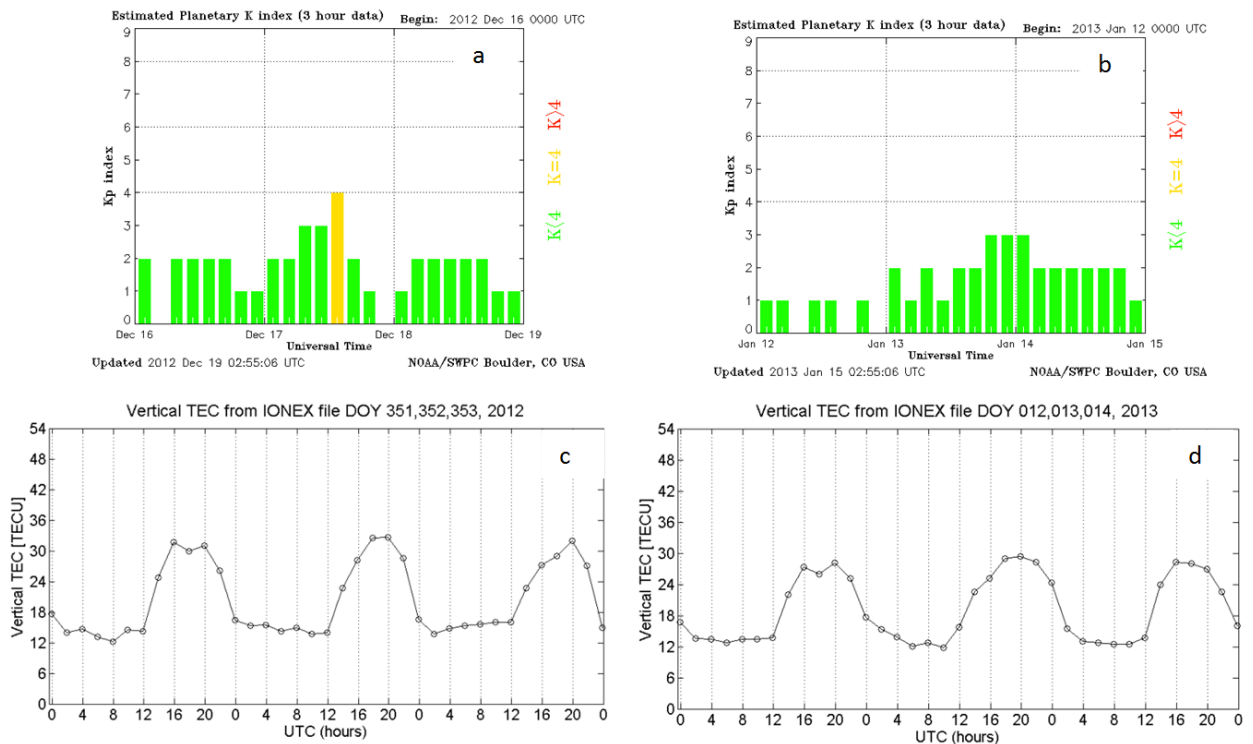 Estimated Planetary K index (3 hour data) Begin: 2012 Dec 16 0000 UTC
a
9
8
7
6
5
4
3
2
1
0
Kp index
K<4 K=4 K>4
Dec 16 Dec 17 Dec 18 Dec 19
Universal Time
Updated 2012 Dec 19 02:55:06 UTC NOAA/SWPC Boulder, CO USA
Estimated Planetary K index (3 hour data) Begin: 2013 Jan 12 0000 UTC
b
9
8
7
6
5
4
3
2
1
0
Kp index
K<4 K=4 K>4
Jan 12 Jan 13 Jan 14 Jan 15
Universal Time
Updated 2013 Jan 15 02:55:06 UTC NOAA/SWPC Boulder, CO USA
Vertical TEC from IONEX file DOY 351,352,353, 2012
c
54
48
42
36
30
24
18
12
6
0
Vertical TEC [TECU]
0 4 8 12 16 20 0 4 8 12 16 20 0 4 8 12 16 20 0
UTC (hours)
Vertical TEC from IONEX file DOY 012,013,014, 2013
d
54
48
42
36
30
24
18
12
6
0
Vertical TEC [TECU]
0 4 8 12 16 20 0 4 8 12 16 20 0 4 8 12 16 20 0
UTC (hours)